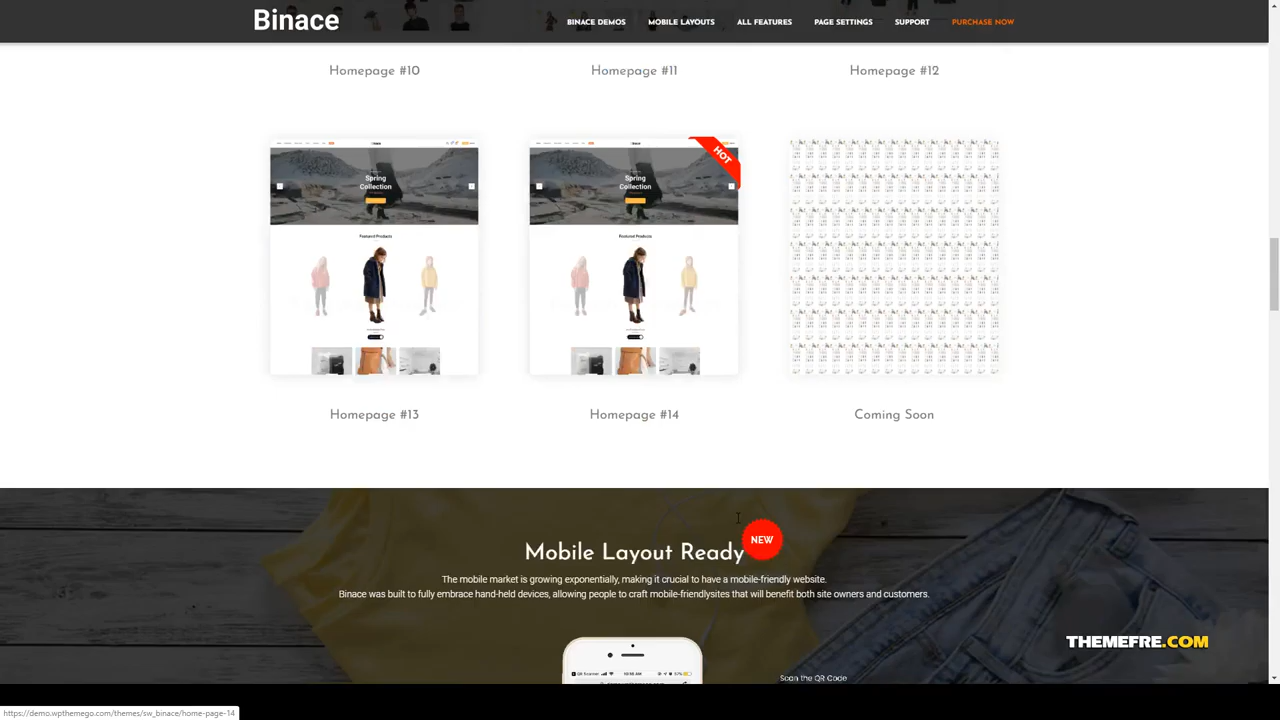 Binace
BINACE DEMOS
MOBILE LAYOUTS
ALL FEATURES
PAGE SETTINGS
SUPPORT
PURCHASE NOW
Homepage #10
Homepage #11
Homepage #12
Spring
Collection
Featured Products
HOT
Spring
Collection
Featured Products
Homepage #13
Homepage #14
Coming Soon
NEW
Mobile Layout Ready
The mobile market is growing exponentially, making it crucial to have a mobile-friendly website.
Binace was built to fully embrace hand-held devices, allowing people to craft mobile-friendlysites that will benefit both site owners and customers.
THEMEFRE.COM
Scan the QR Code
https://demo.wpthemego.com/themes/sw_binace/home-page-14